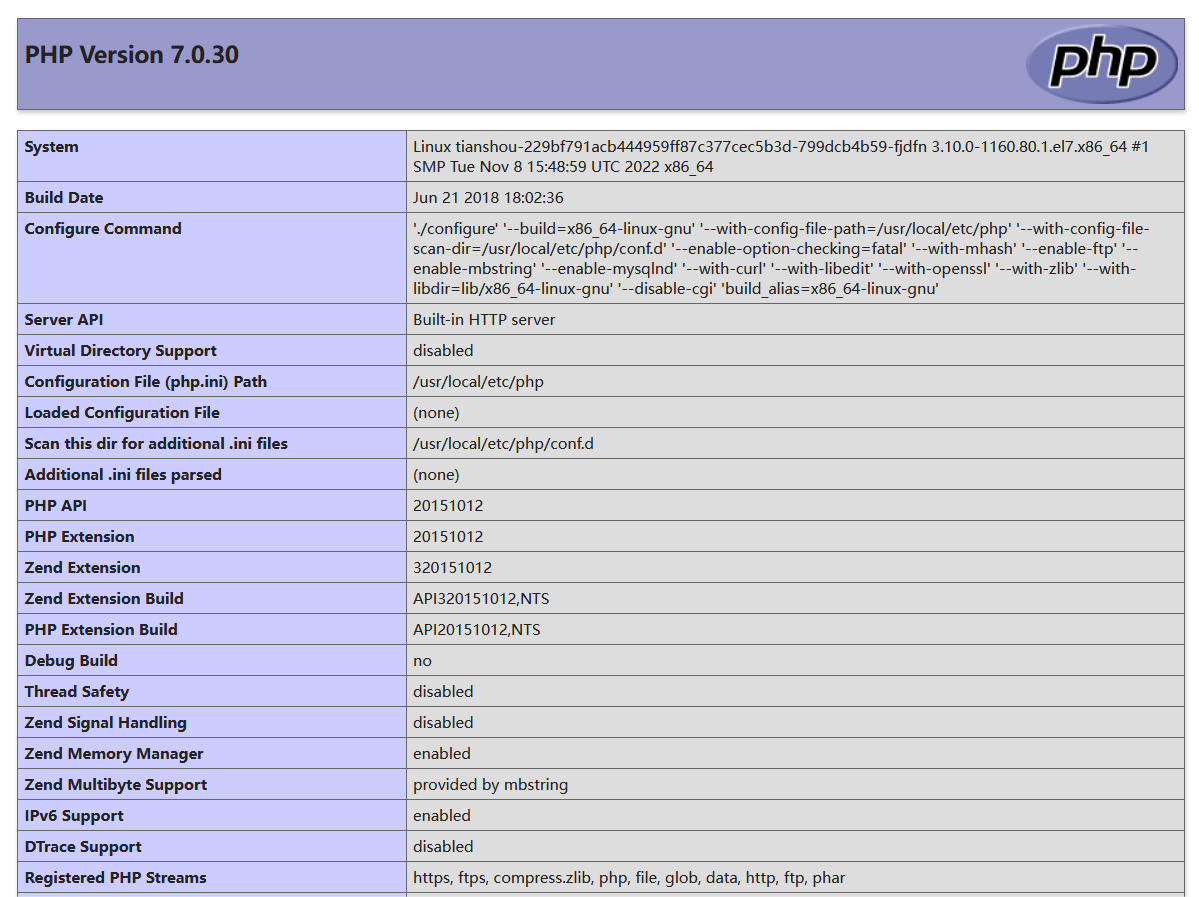 PHP Version 7.0.30
php
System
Linux tianshou-229bf791acb444959ff87c377cec5b3d-799dcb4b59-fjdfn 3.10.0-1160.80.1.el7.x86_64 #1
SMP Tue Nov 8 15:48:59 UTC 2022 x86_64
Build Date
Jun 21 2018 18:02:36
Configure Command
'./configure' '--build=x86_64-linux-gnu' '--with-config-file-path=/usr/local/etc/php' '--with-config-file-
scan-dir=/usr/local/etc/php/conf.d' '--enable-option-checking=fatal' '--with-mhash' '--enable-ftp' '--
enable-mbstring' '--enable-mysqlnd' '--with-curl' '--with-libedit' '--with-openssl' '--with-zlib' '--with-
libdir=lib/x86_64-linux-gnu' '--disable-cgi' 'build_alias=x86_64-linux-gnu'
Server API
Built-in HTTP server
Virtual Directory Support
disabled
Configuration File (php.ini) Path
/usr/local/etc/php
Loaded Configuration File
(none)
Scan this dir for additional .ini files
/usr/local/etc/php/conf.d
Additional .ini files parsed
(none)
PHP API
20151012
PHP Extension
20151012
Zend Extension
320151012
Zend Extension Build
API320151012,NTS
PHP Extension Build
API20151012,NTS
Debug Build
no
Thread Safety
disabled
Zend Signal Handling
disabled
Zend Memory Manager
enabled
Zend Multibyte Support
provided by mbstring
IPv6 Support
enabled
DTrace Support
disabled
Registered PHP Streams
https, ftps, compress.zlib, php, file, glob, data, http, ftp, phar